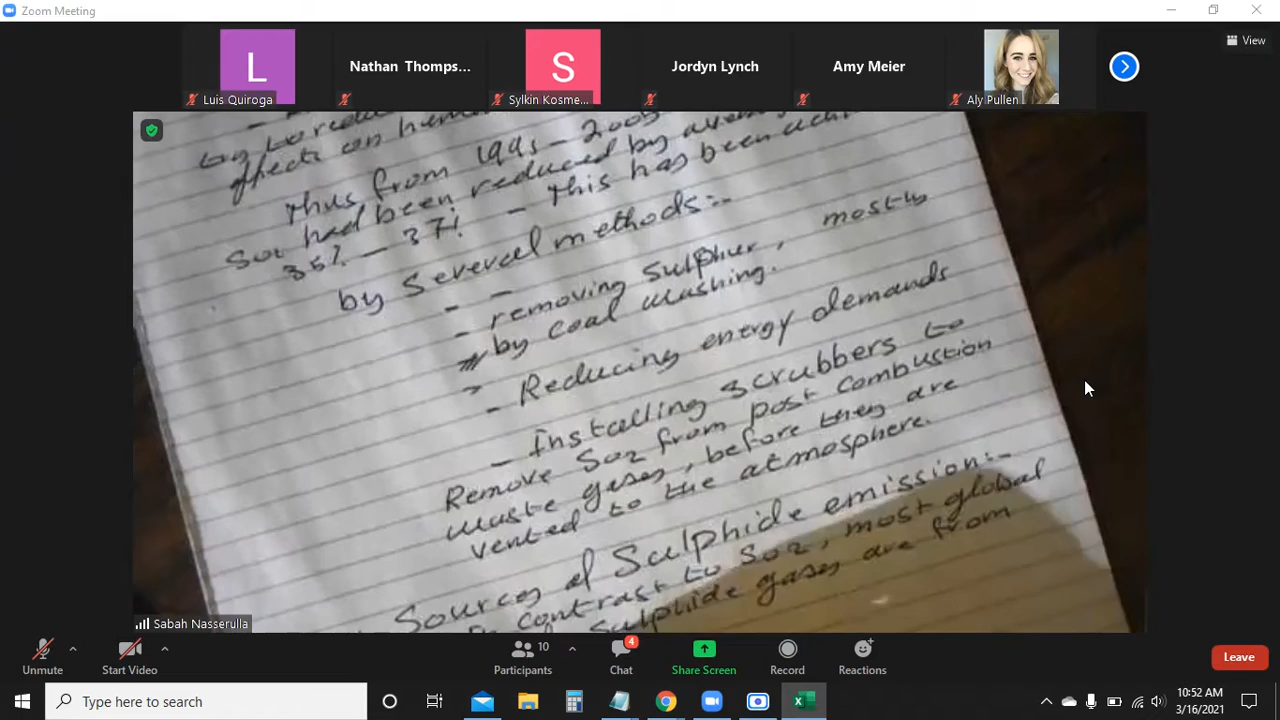 Zoom Meeting
View
L
Luis Quiroga
Nathan Thomps...
S
Sylkin Kosme...
Jordyn Lynch
Amy Meier
Aly Pullen
to reduce
effects on human
Thus from 1995 - 2005
SO2 had been reduced by
35% - 37% - This has been
by Several methods:-
- removing sulpher, mostly
by coal washing.
- Reducing energy demands
- Installing scrubbers to
Remove SO2 from post Combustion
waste gases, before they are
vented to the atmosphere.
Sources of Sulphide emission:-
In contrast to SO2, most global
sulphide gases are from
Sabah Nasserulla
Unmute
Start Video
10
Participants
4
Chat
Share Screen
Record
Reactions
Leave
Type here to search
10:52 AM
3/16/2021